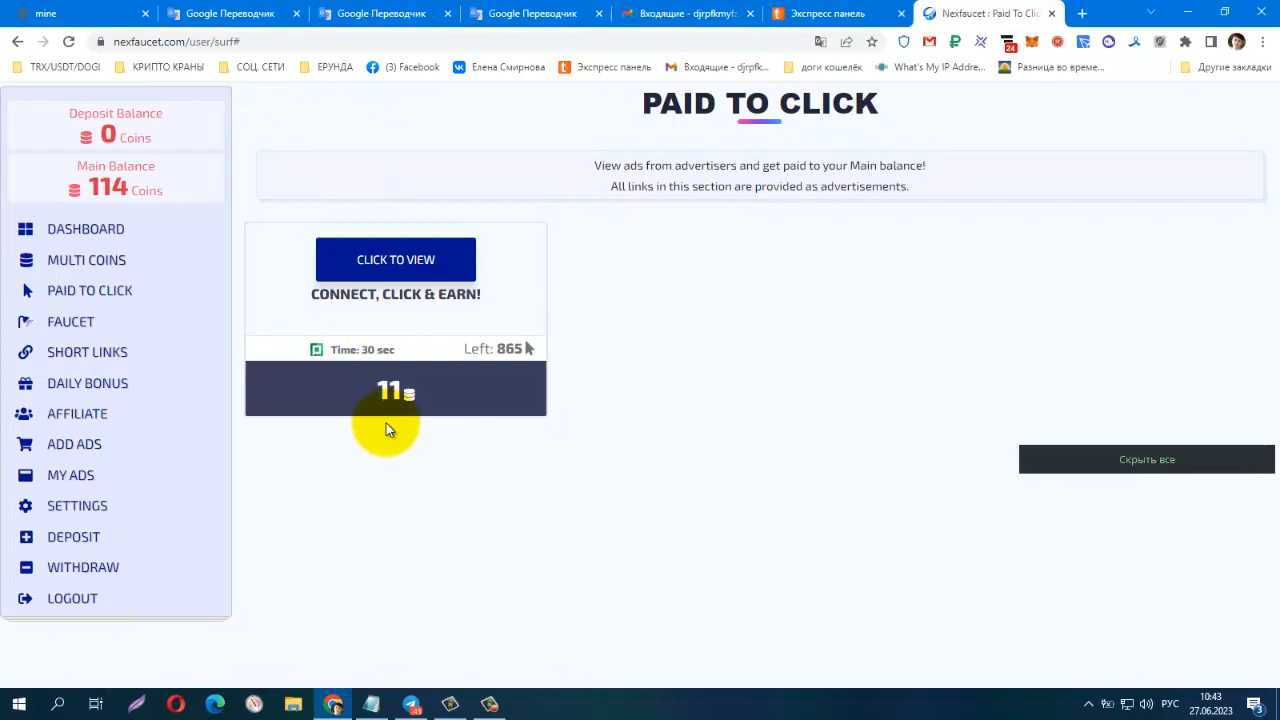 mine
Google Переводчик
Google Переводчик
Google Переводчик
Входящие - djrpfkmyfz
Экспресс панель
Nexfaucet : Paid To Clic
nexfaucet.com/user/surf#
24
TRX/USDT/DOGI
КРИПТО КРАНЫ
СОЦ. СЕТИ
ЕРУНДА
(3) Facebook
Елена Смирнова
Экспресс панель
Входящие - djrpfk...
доги кошелёк
What's My IP Addre...
Разница во време...
Другие закладки
Deposit Balance
0 Coins
Main Balance
114 Coins
DASHBOARD
MULTI COINS
PAID TO CLICK
FAUCET
SHORT LINKS
DAILY BONUS
AFFILIATE
ADD ADS
MY ADS
SETTINGS
DEPOSIT
WITHDRAW
LOGOUT
PAID TO CLICK
View ads from advertisers and get paid to your Main balance!
All links in this section are provided as advertisements.
CLICK TO VIEW
CONNECT, CLICK & EARN!
Time: 30 sec
Left: 865
11
Скрыть все
РУС
10:43
27.06.2023
3